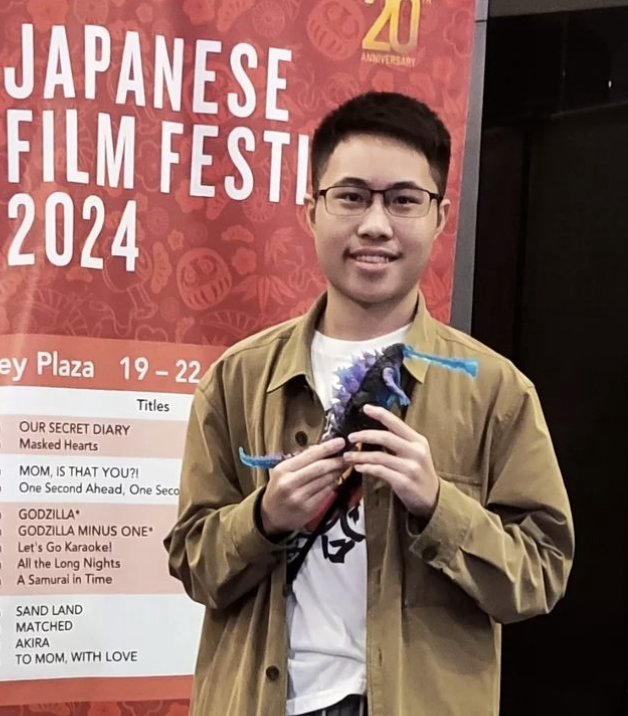 20TH
ANNIVERSARY
JAPANESE
FILM FESTI
2024
ey Plaza 19 – 22
Titles
OUR SECRET DIARY
Masked Hearts
MOM, IS THAT YOU?!
One Second Ahead, One Seco
GODZILLA*
GODZILLA MINUS ONE*
Let's Go Karaoke!
All the Long Nights
A Samurai in Time
SAND LAND
MATCHED
AKIRA
TO MOM, WITH LOVE